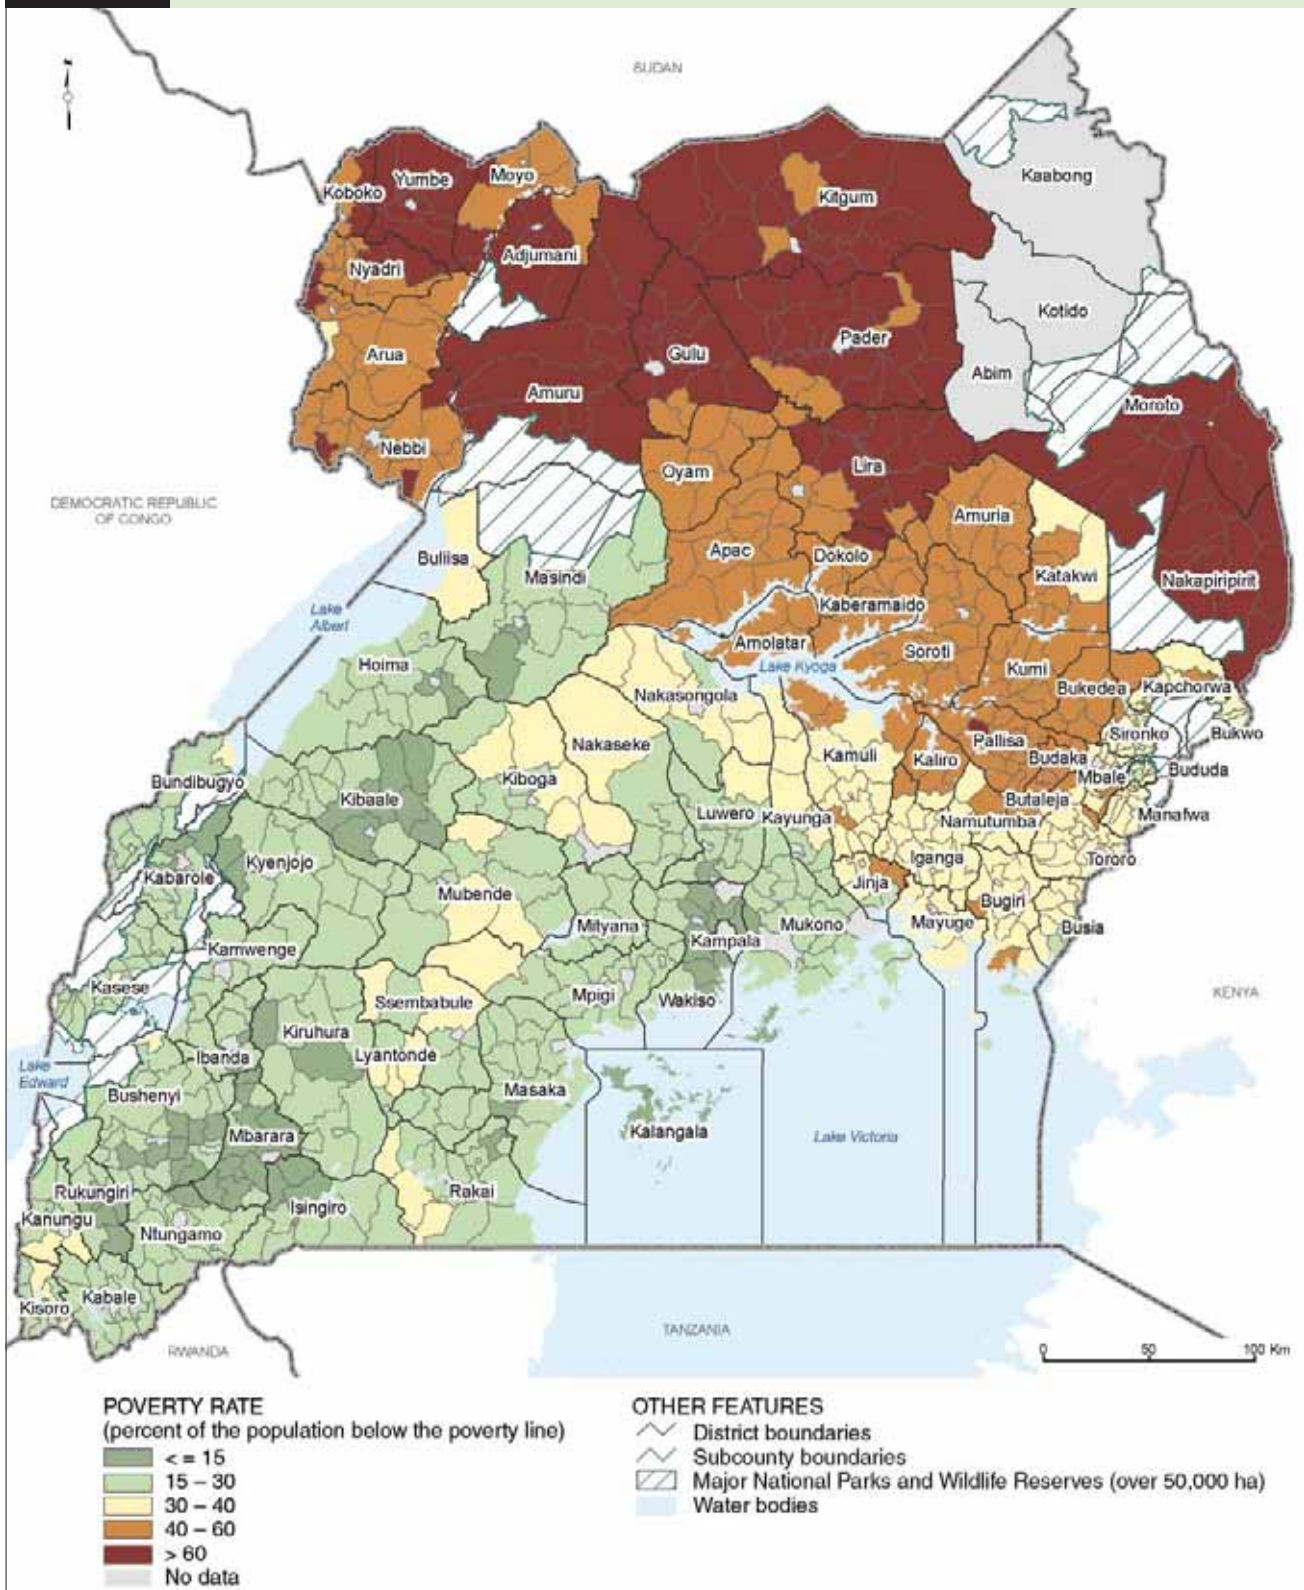 SUDAN
Kaabong
Koboko
Yumbe
Moyo
Kitgum
Adjumani
Nyadri
Kotido
Pader
Arua
Gulu
Abim
Amuru
Moroto
Nebbi
Oyam
Lira
DEMOCRATIC REPUBLIC
OF CONGO
Amuria
Buliisa
Apac
Dokolo
Masindi
Katakwi
Nakapiripirit
Lake
Albert
Kaberamaido
Amolatar
Soroti
Hoima
Lake Kyoga
Kumi
Nakasongola
Bukedea
Kapchorwa
Nakaseke
Pallisa
Sironko
Bukwo
Kamuli
Kaliro
Budaka
Mbale
Bududa
Bundibugyo
Kiboga
Kibaale
Butaleja
Luwero
Kayunga
Namutumba
Manafwa
Kyenjojo
Iganga
Tororo
Kabarole
Jinja
Mubende
Bugiri
Mityana
Mukono
Mayuge
Busia
Kampala
Kamwenge
Kasese
Ssembabule
Mpigi
Wakiso
KENYA
Kiruhura
Ibanda
Lyantonde
Lake
Edward
Bushenyi
Masaka
Mbarara
Kalangala
Lake Victoria
Rukungiri
Rakai
Isingiro
Kanungu
Ntungamo
Kabale
Kisoro
TANZANIA
RWANDA
0 50 100 Km
POVERTY RATE
(percent of the population below the poverty line)
< = 15
15 – 30
30 – 40
40 – 60
> 60
No data
OTHER FEATURES
District boundaries
Subcounty boundaries
Major National Parks and Wildlife Reserves (over 50,000 ha)
Water bodies